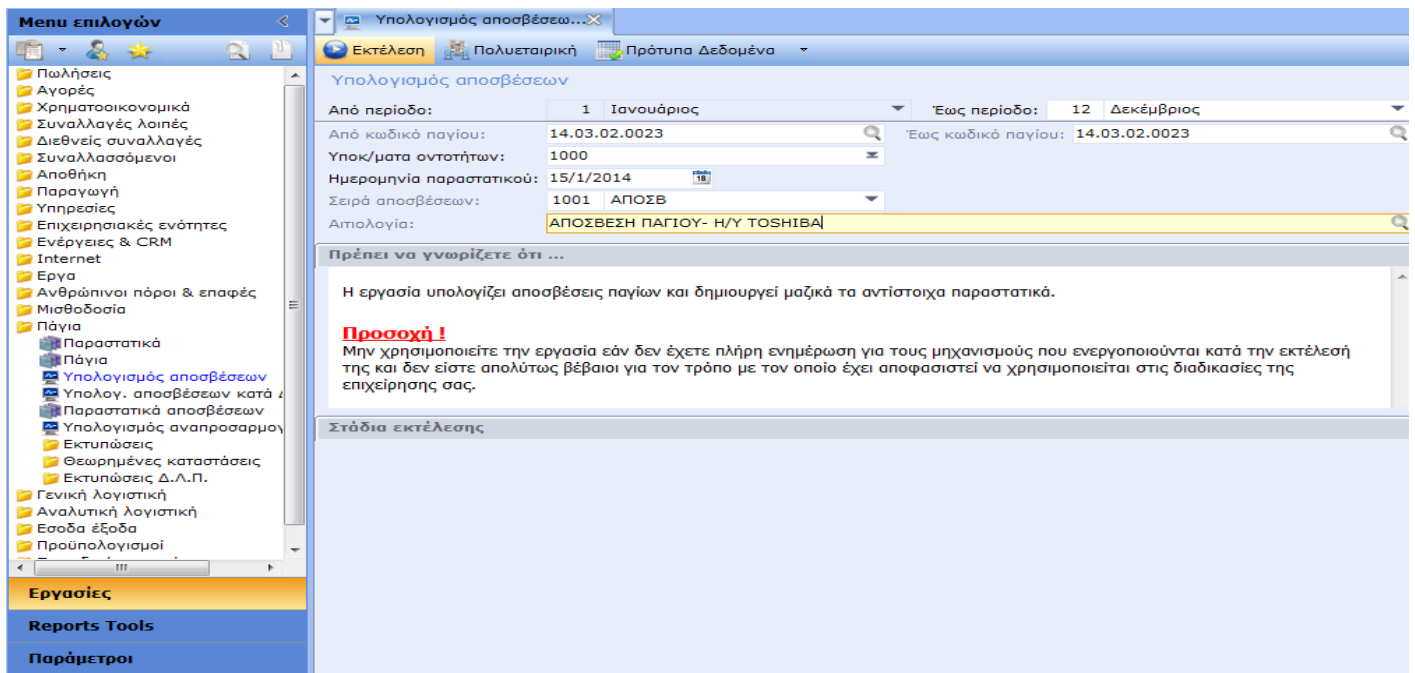 Menu επιλογών
Υπολογισμός αποσβέσεω...
Εκτέλεση Πολυεταιρική Πρότυπα Δεδομένα
Υπολογισμός αποσβέσεων
Από περίοδο: 1 Ιανουάριος Έως περίοδο: 12 Δεκέμβριος
Από κωδικό παγίου: 14.03.02.0023 Έως κωδικό παγίου: 14.03.02.0023
Υποκ/ματα οντοτήτων: 1000
Ημερομηνία παραστατικού: 15/1/2014 18
Σειρά αποσβέσεων: 1001 ΑΠΟΣΒ
Αιτιολογία: ΑΠΟΣΒΕΣΗ ΠΑΓΙΟΥ- Η/Υ TOSHIBA
Πρέπει να γνωρίζετε ότι ...
Η εργασία υπολογίζει αποσβέσεις παγίων και δημιουργεί μαζικά τα αντίστοιχα παραστατικά.
Προσοχή !
Μην χρησιμοποιείτε την εργασία εάν δεν έχετε πλήρη ενημέρωση για τους μηχανισμούς που ενεργοποιούνται κατά την εκτέλεσή
της και δεν είστε απολύτως βέβαιοι για τον τρόπο με τον οποίο έχει αποφασιστεί να χρησιμοποιείται στις διαδικασίες της
επιχείρησης σας.
Στάδια εκτέλεσης
Πωλήσεις
Αγορές
Χρηματοοικονομικά
Συναλλαγές λοιπές
Διεθνείς συναλλαγές
Συναλλασσόμενοι
Αποθήκη
Παραγωγή
Υπηρεσίες
Επιχειρησιακές ενότητες
Ενέργειες & CRM
Internet
Εργα
Ανθρώπινοι πόροι & επαφές
Μισθοδοσία
Πάγια
Παραστατικά
Πάγια
Υπολογισμός αποσβέσεων
Υπολογ. αποσβέσεων κατά
Παραστατικά αποσβέσεων
Υπολογισμός αναπροσαρμογ
Εκτυπώσεις
Θεωρημένες καταστάσεις
Εκτυπώσεις Δ.Λ.Π.
Γενική λογιστική
Αναλυτική λογιστική
Εσοδα έξοδα
Προϋπολογισμοί
Εργασίες
Reports Tools
Παράμετροι